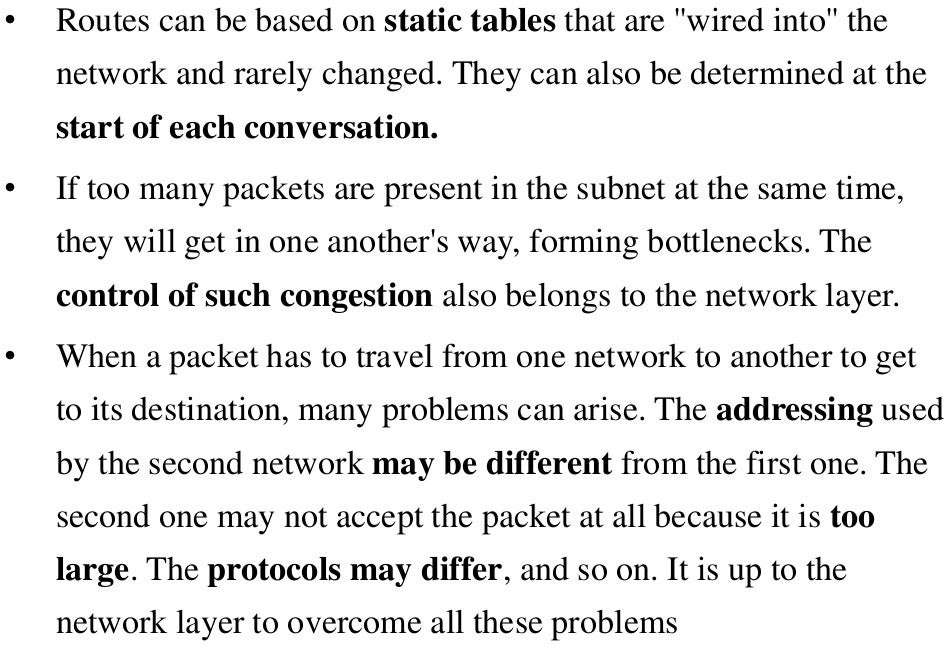 • Routes can be based on static tables that are "wired into" the
network and rarely changed. They can also be determined at the
start of each conversation.
• If too many packets are present in the subnet at the same time,
they will get in one another's way, forming bottlenecks. The
control of such congestion also belongs to the network layer.
• When a packet has to travel from one network to another to get
to its destination, many problems can arise. The addressing used
by the second network may be different from the first one. The
second one may not accept the packet at all because it is too
large. The protocols may differ, and so on. It is up to the
network layer to overcome all these problems